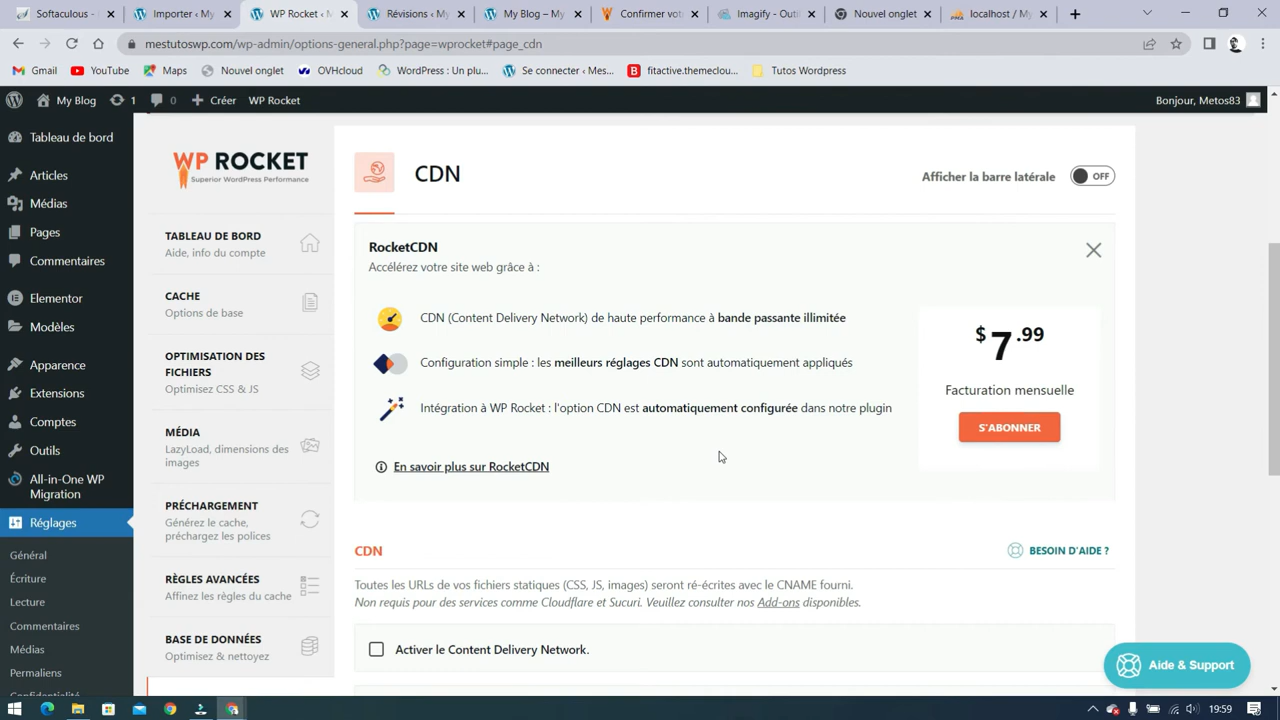 Softaculous -
Importer ‹ My
WP Rocket ‹ M
Révisions ‹ My
My Blog – My
Confirmer vot
Imagify - Outi
Nouvel onglet
localhost / My
mestutoswp.com/wp-admin/options-general.php?page=wprocket#page_cdn
Gmail
YouTube
Maps
Nouvel onglet
OVHcloud
WordPress : Un plu...
Se connecter ‹ Mes...
fitactive.themeclou...
Tutos Wordpress
My Blog
1
0
Créer
WP Rocket
Bonjour, Metos83
Tableau de bord
Articles
Médias
Pages
Commentaires
Elementor
Modèles
Apparence
Extensions
Comptes
Outils
All-in-One WP
Migration
Réglages
Général
Écriture
Lecture
Commentaires
Médias
Permaliens
Confidentialité
WP ROCKET
Superior WordPress Performance
TABLEAU DE BORD
Aide, info du compte
CACHE
Options de base
OPTIMISATION DES
FICHIERS
Optimisez CSS & JS
MÉDIA
LazyLoad, dimensions des
images
PRÉCHARGEMENT
Générez le cache,
préchargez les polices
RÈGLES AVANCÉES
Affinez les règles du cache
BASE DE DONNÉES
Optimisez & nettoyez
CDN
Afficher la barre latérale
OFF
RocketCDN
Accélérez votre site web grâce à :
CDN (Content Delivery Network) de haute performance à bande passante illimitée
Configuration simple : les meilleurs réglages CDN sont automatiquement appliqués
Intégration à WP Rocket : l'option CDN est automatiquement configurée dans notre plugin
En savoir plus sur RocketCDN
$7.99
Facturation mensuelle
S'ABONNER
CDN
BESOIN D'AIDE ?
Toutes les URLs de vos fichiers statiques (CSS, JS, images) seront ré-écrites avec le CNAME fourni.
Non requis pour des services comme Cloudflare et Sucuri. Veuillez consulter nos Add-ons disponibles.
Activer le Content Delivery Network.
Aide & Support
19:59